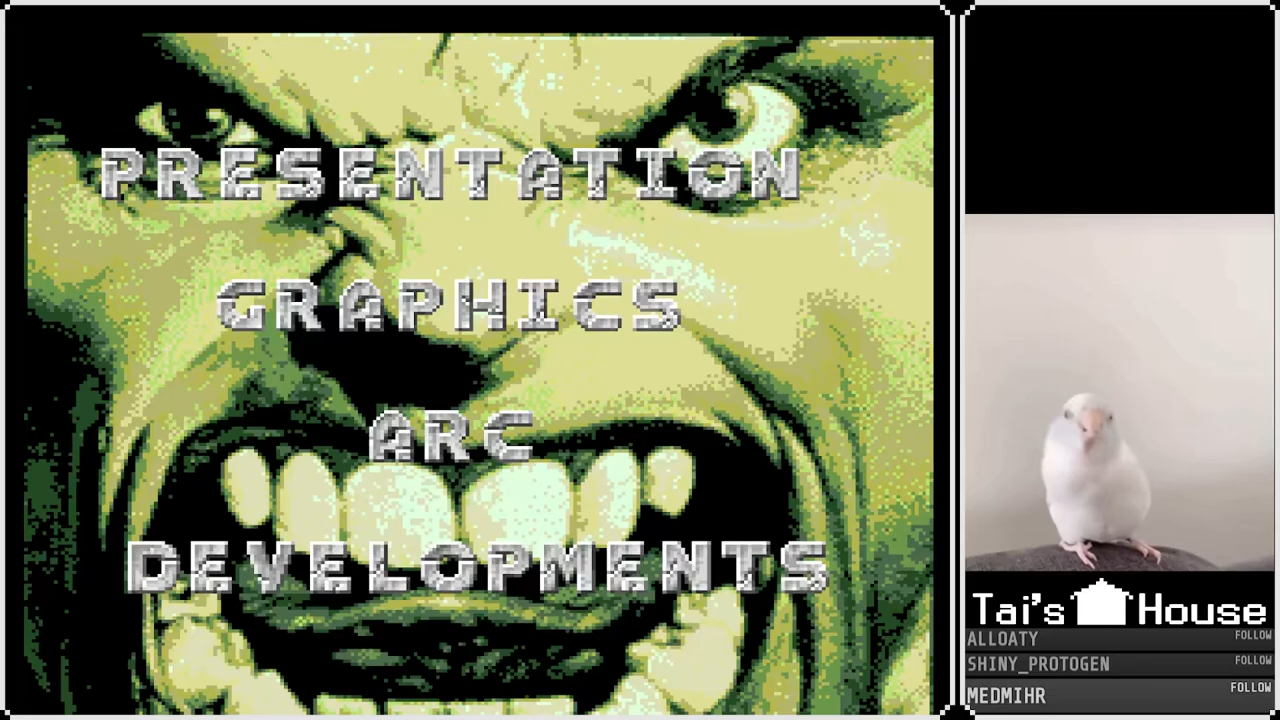 PRESENTATION
GRAPHICS
ARC
DEVELOPMENTS
Tai's House
ALLOATY FOLLOW
SHINY_PROTOGEN FOLLOW
MEDMIHR FOLLOW